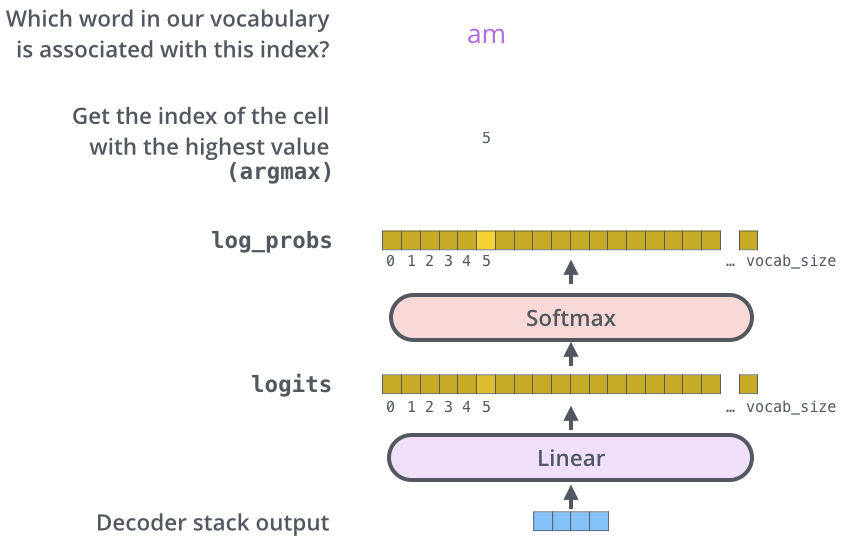 Which word in our vocabulary
is associated with this index?
am
Get the index of the cell
with the highest value
(argmax)
5
log_probs
0 1 2 3 4 5 … vocab_size
Softmax
logits
0 1 2 3 4 5 … vocab_size
Linear
Decoder stack output